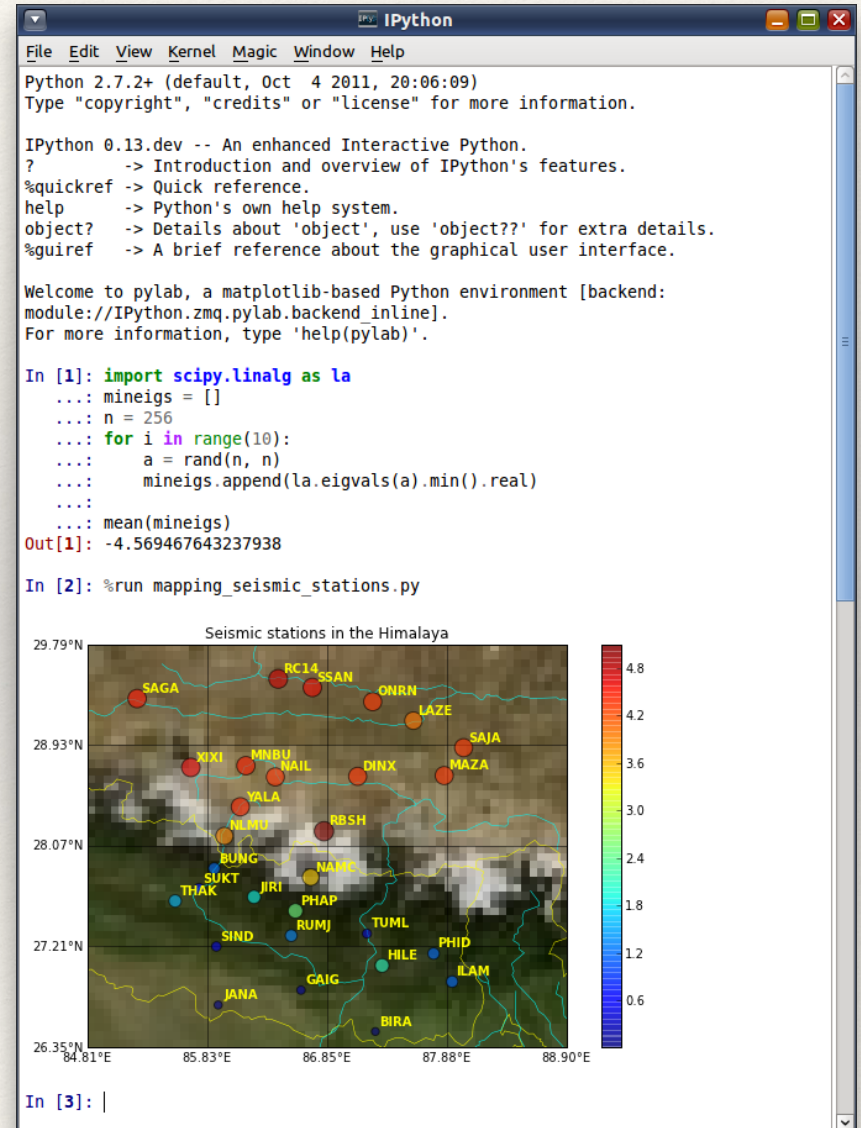 IPython
File Edit View Kernel Magic Window Help
Python 2.7.2+ (default, Oct  4 2011, 20:06:09)
Type "copyright", "credits" or "license" for more information.
IPython 0.13.dev -- An enhanced Interactive Python.
?         -> Introduction and overview of IPython's features.
%quickref -> Quick reference.
help      -> Python's own help system.
object?   -> Details about 'object', use 'object??' for extra details.
%guiref   -> A brief reference about the graphical user interface.
Welcome to pylab, a matplotlib-based Python environment [backend:
module://IPython.zmq.pylab.backend_inline].
For more information, type 'help(pylab)'.
In [1]: import scipy.linalg as la
   ...: mineigs = []
   ...: n = 256
   ...: for i in range(10):
   ...:     a = rand(n, n)
   ...:     mineigs.append(la.eigvals(a).min().real)
   ...:
   ...: mean(mineigs)
Out[1]: -4.569467643237938
In [2]: %run mapping_seismic_stations.py
Seismic stations in the Himalaya
29.79°N
RC14
SSAN
SAGA
ONRN
4.8
LAZE
4.2
28.93°N
SAJA
XIXI
MNBU
NAIL
DINX
MAZA
3.6
YALA
3.0
NLMU
RBSH
28.07°N
BUNG
2.4
NAMC
SUKT
THAK
JIRI
PHAP
1.8
RUMJ
TUML
SIND
PHID
27.21°N
HILE
1.2
ILAM
GAIG
0.6
JANA
BIRA
26.35°N
84.81°E 85.83°E 86.85°E 87.88°E 88.90°E
In [3]: